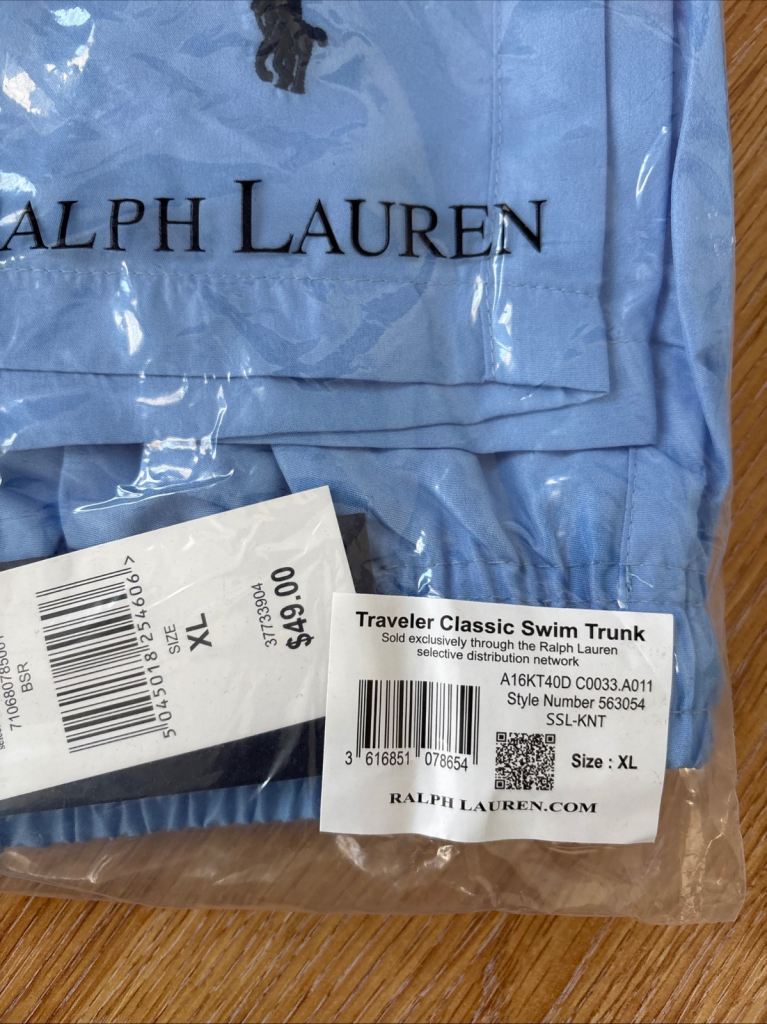 RALPH LAUREN
BSR
5 045018 254606 >
SIZE
XL
37733904
$49.00
Traveler Classic Swim Trunk
Sold exclusively through the Ralph Lauren
selective distribution network
A16KT40D C0033.A011
Style Number 563054
SSL-KNT
3 616851 078654
Size : XL
RALPH LAUREN.COM